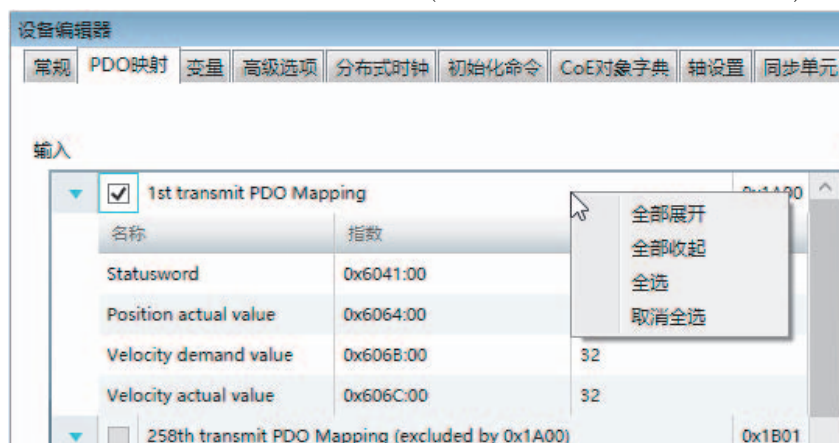 设备编辑器
常规 PDO映射 变量 高级选项 分布式时钟 初始化命令 CoE对象字典 轴设置 同步单元
输入
1st transmit PDO Mapping
全部展开
全部收起
全选
取消全选
名称 指数
Statusword 0x6041:00
Position actual value 0x6064:00
Velocity demand value 0x606B:00 32
Velocity actual value 0x606C:00 32
258th transmit PDO Mapping (excluded by 0x1A00) 0x1B01